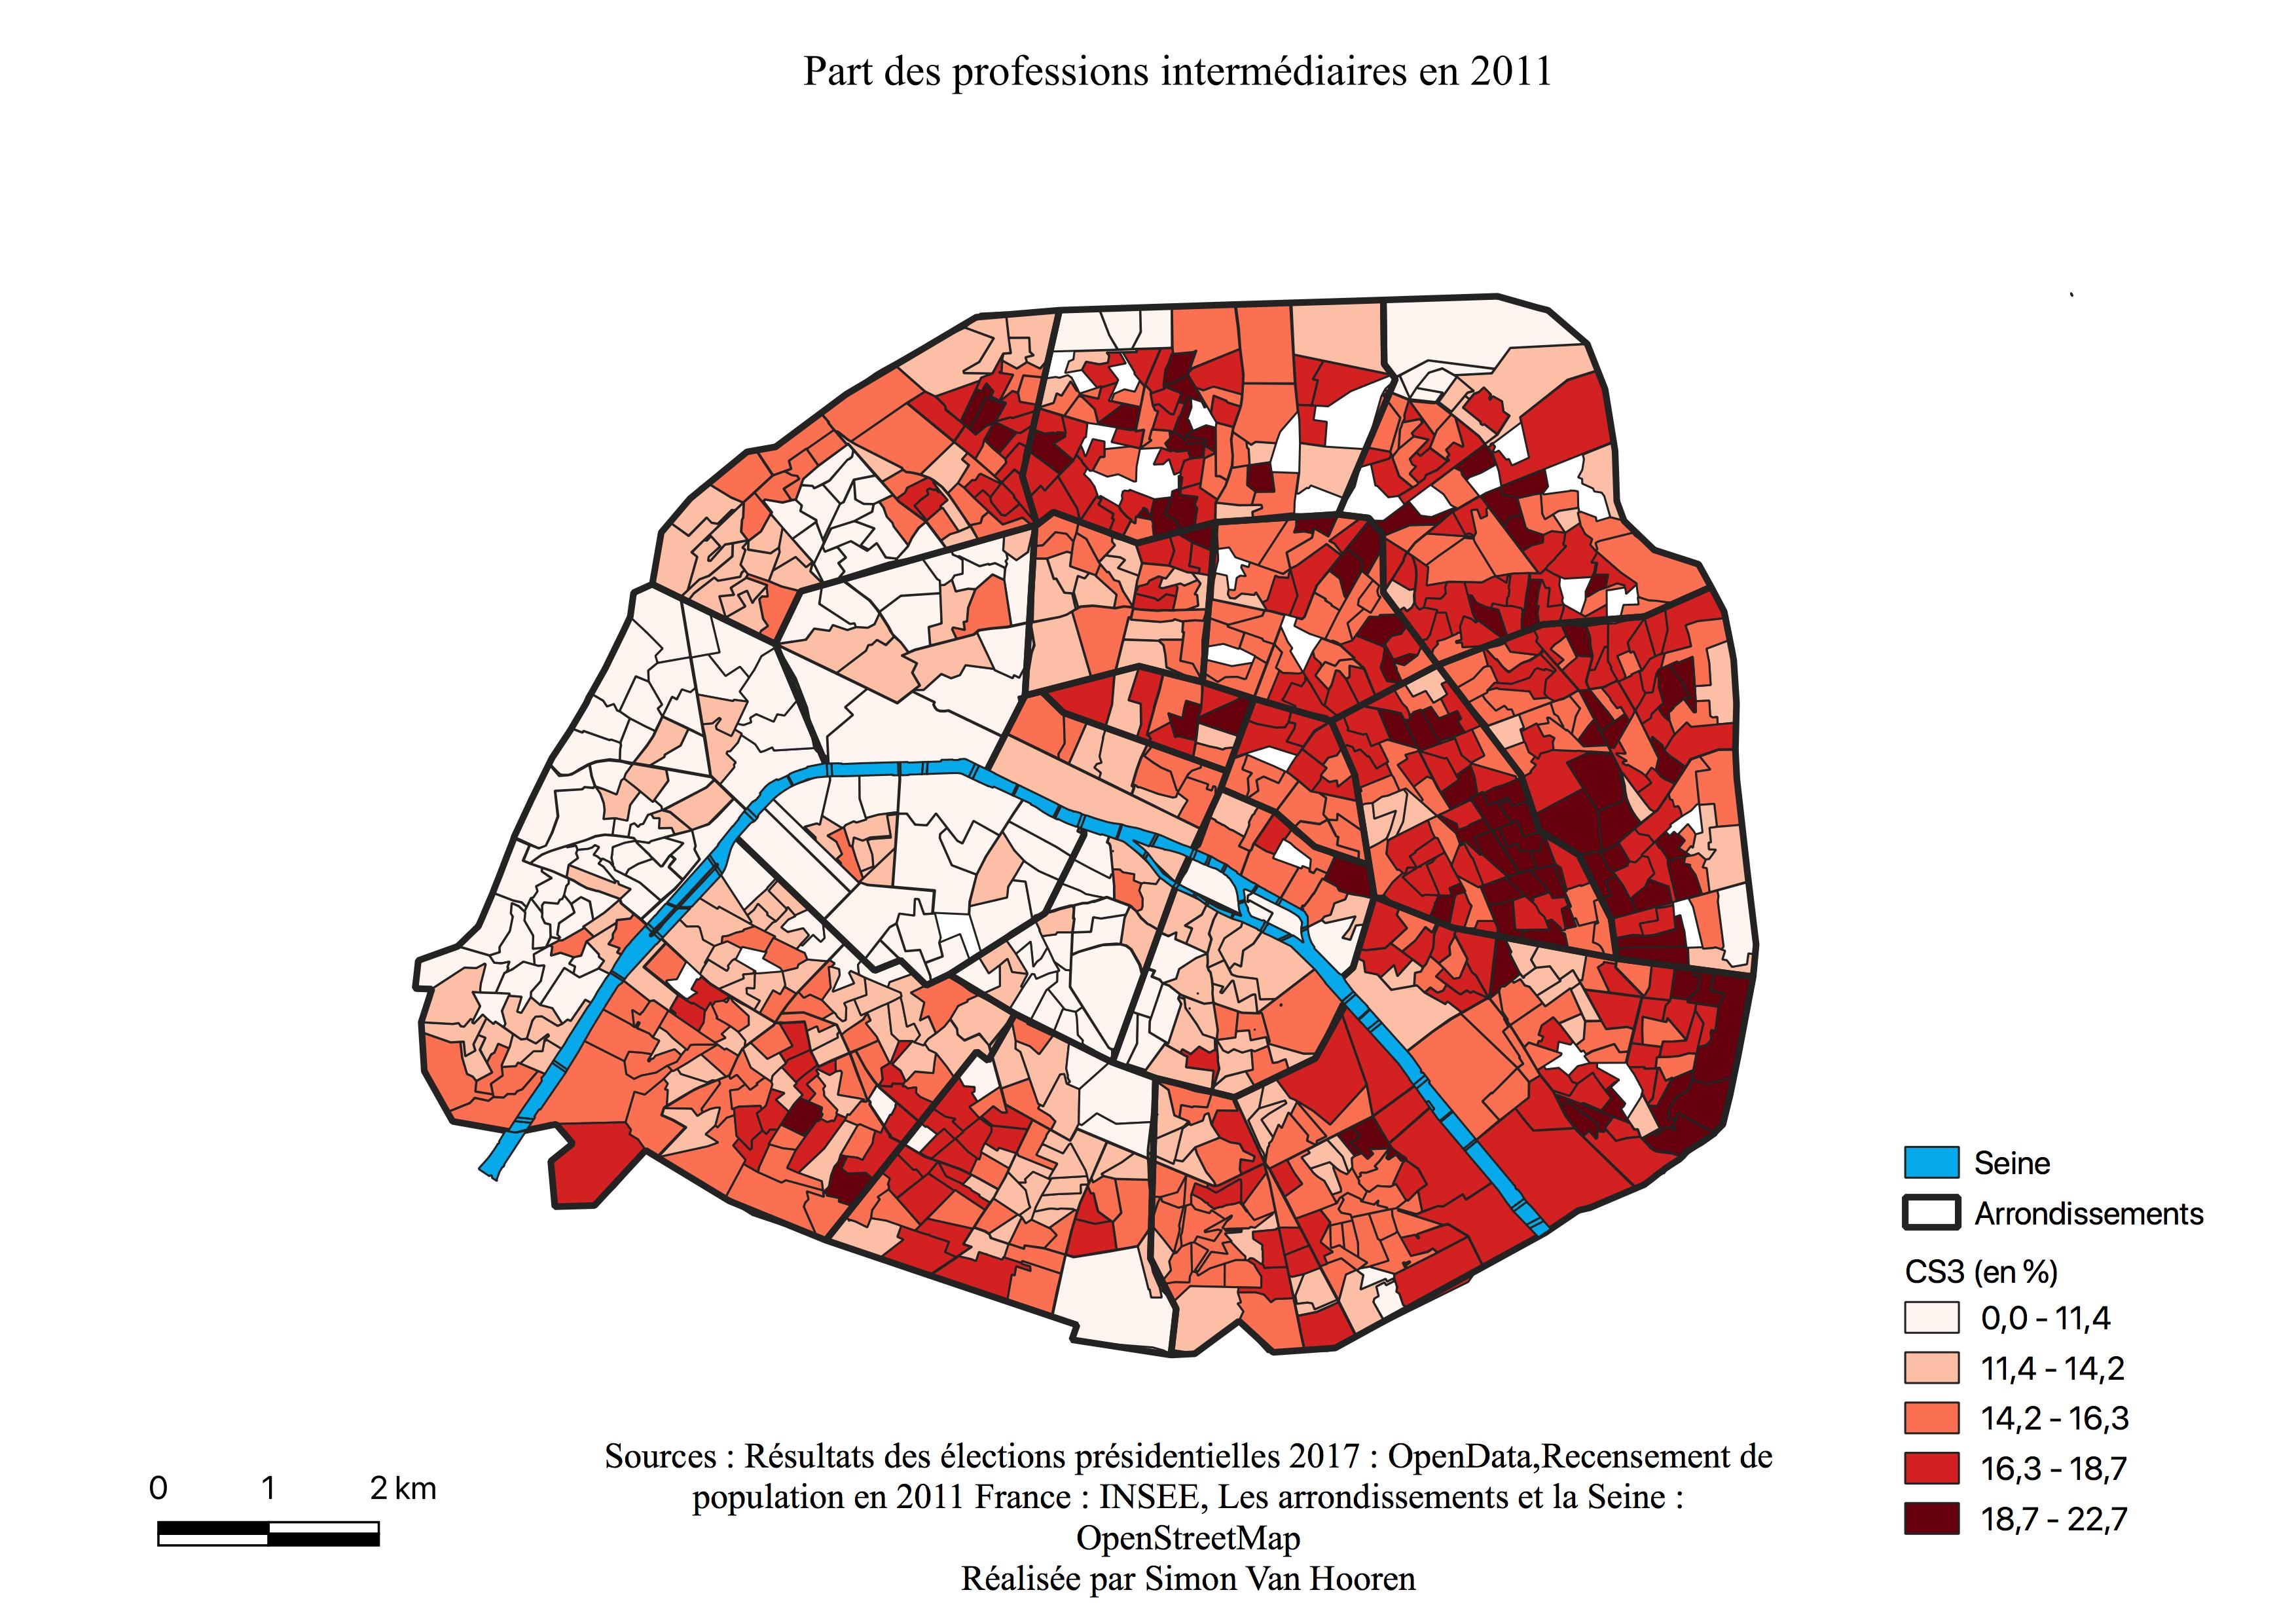 Part des professions intermédiaires en 2011
Seine
Arrondissements
CS3 (en %)
0,0 - 11,4
11,4 - 14,2
14,2 - 16,3
16,3 - 18,7
18,7 - 22,7
0 1 2 km
Sources : Résultats des élections présidentielles 2017 : OpenData,Recensement de
population en 2011 France : INSEE, Les arrondissements et la Seine :
OpenStreetMap
Réalisée par Simon Van Hooren